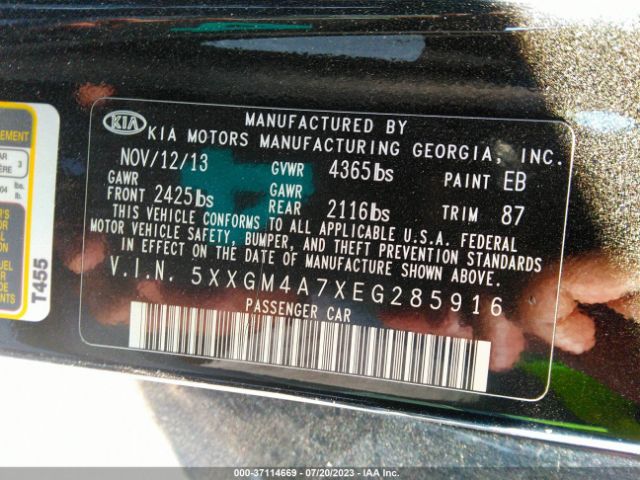 MANUFACTURED BY
KIA KIA MOTORS MANUFACTURING GEORGIA, INC.
NOV/12/13 GVWR 4365lbs PAINT EB
GAWR GAWR
FRONT 2425lbs REAR 2116lbs TRIM 87
THIS VEHICLE CONFORMS TO ALL APPLICABLE U.S.A. FEDERAL
MOTOR VEHICLE SAFETY, BUMPER, AND THEFT PREVENTION STANDARDS
IN EFFECT ON THE DATE OF MANUFACTURE SHOWN ABOVE.
V.I.N. 5XXGM4A7XEG285916
PASSENGER CAR
T455
000-37114669 | 07/20/2023 | IAA Inc.